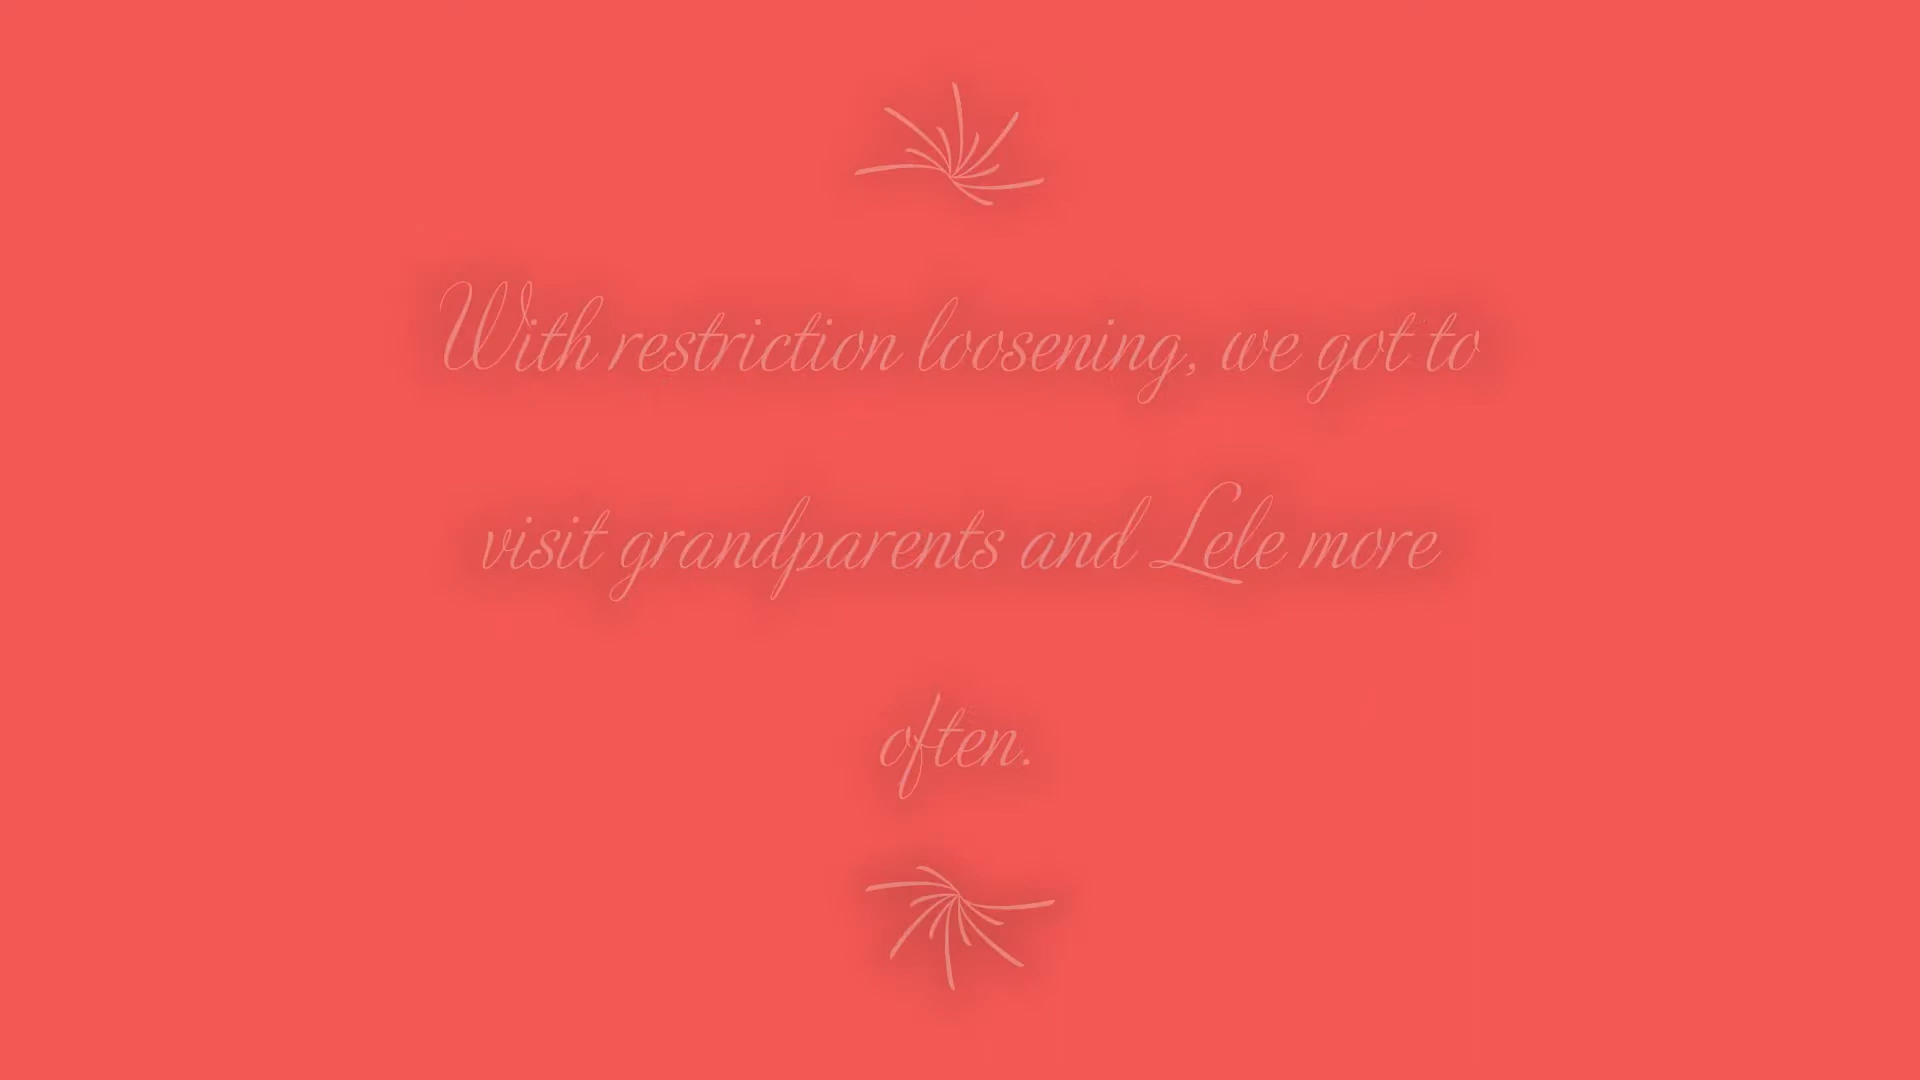 With restriction loosening, we got to
visit grandparents and Lele more
often.